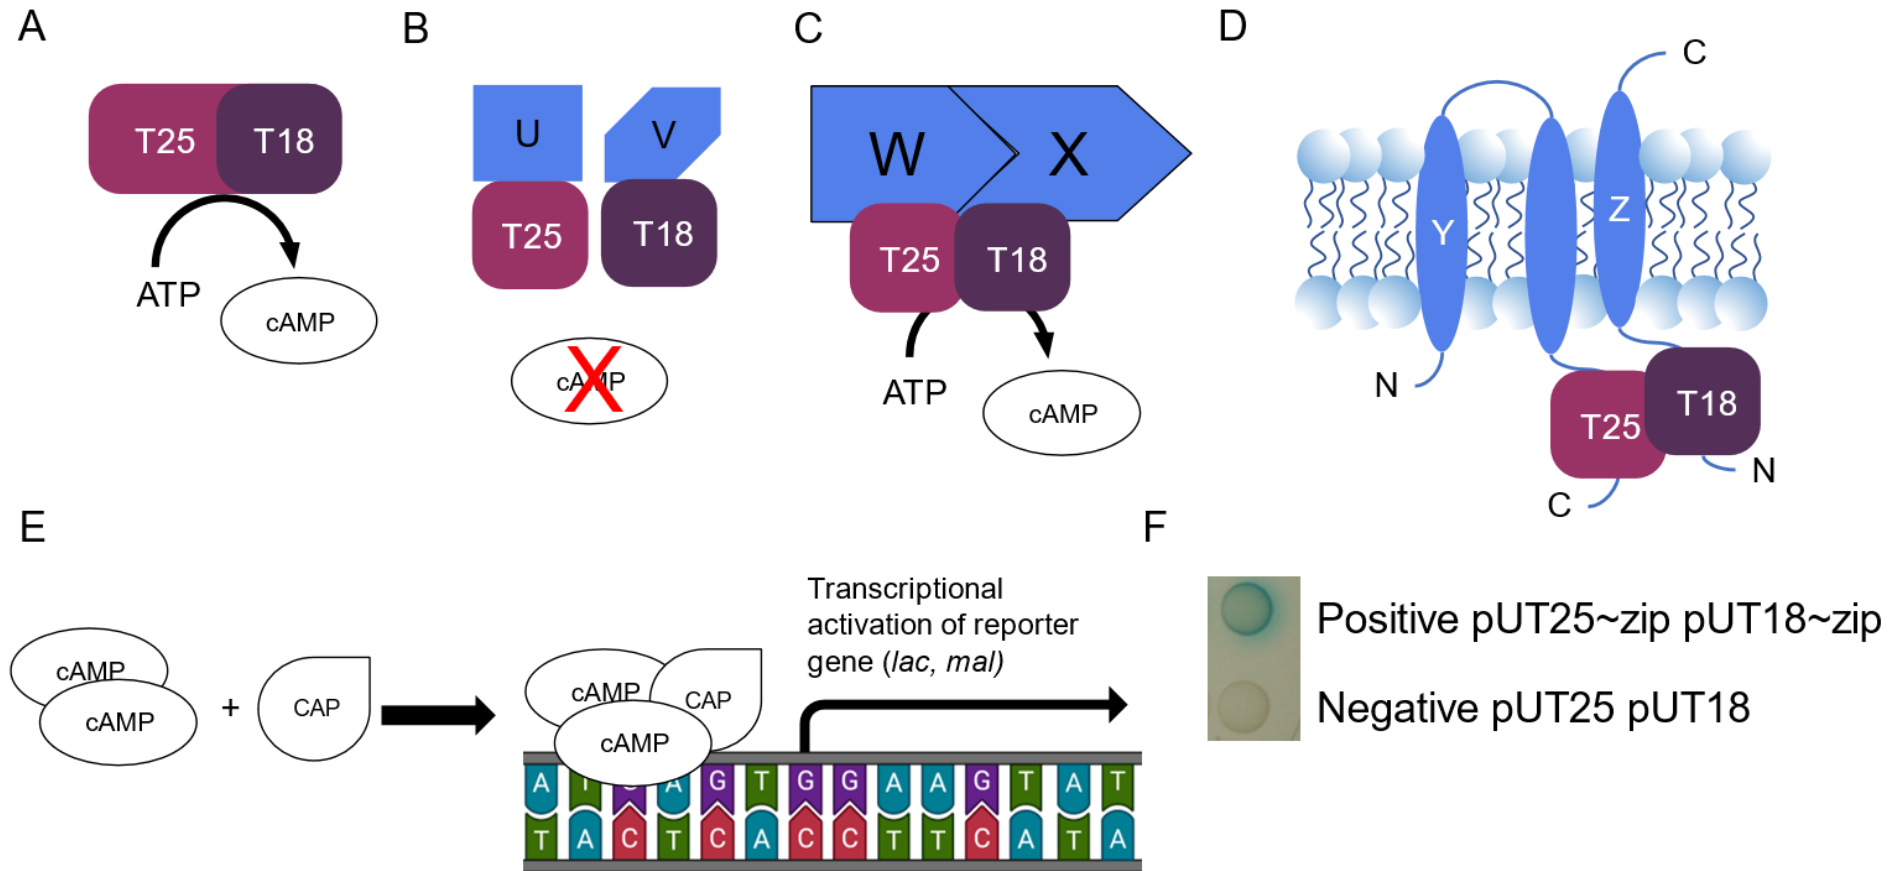 A
T25
T18
ATP
cAMP
B
U
V
T25
T18
cAMP
X
C
W
X
T25
T18
ATP
cAMP
D
C
Y
Z
N
T18
T25
N
C
E
cAMP
cAMP
+
CAP
cAMP
CAP
cAMP
Transcriptional
activation of reporter
gene (lac, mal)
A T A G T G G A A G T A T
T A C T C A C C T T C A T A
F
Positive pUT25~zip pUT18~zip
Negative pUT25 pUT18